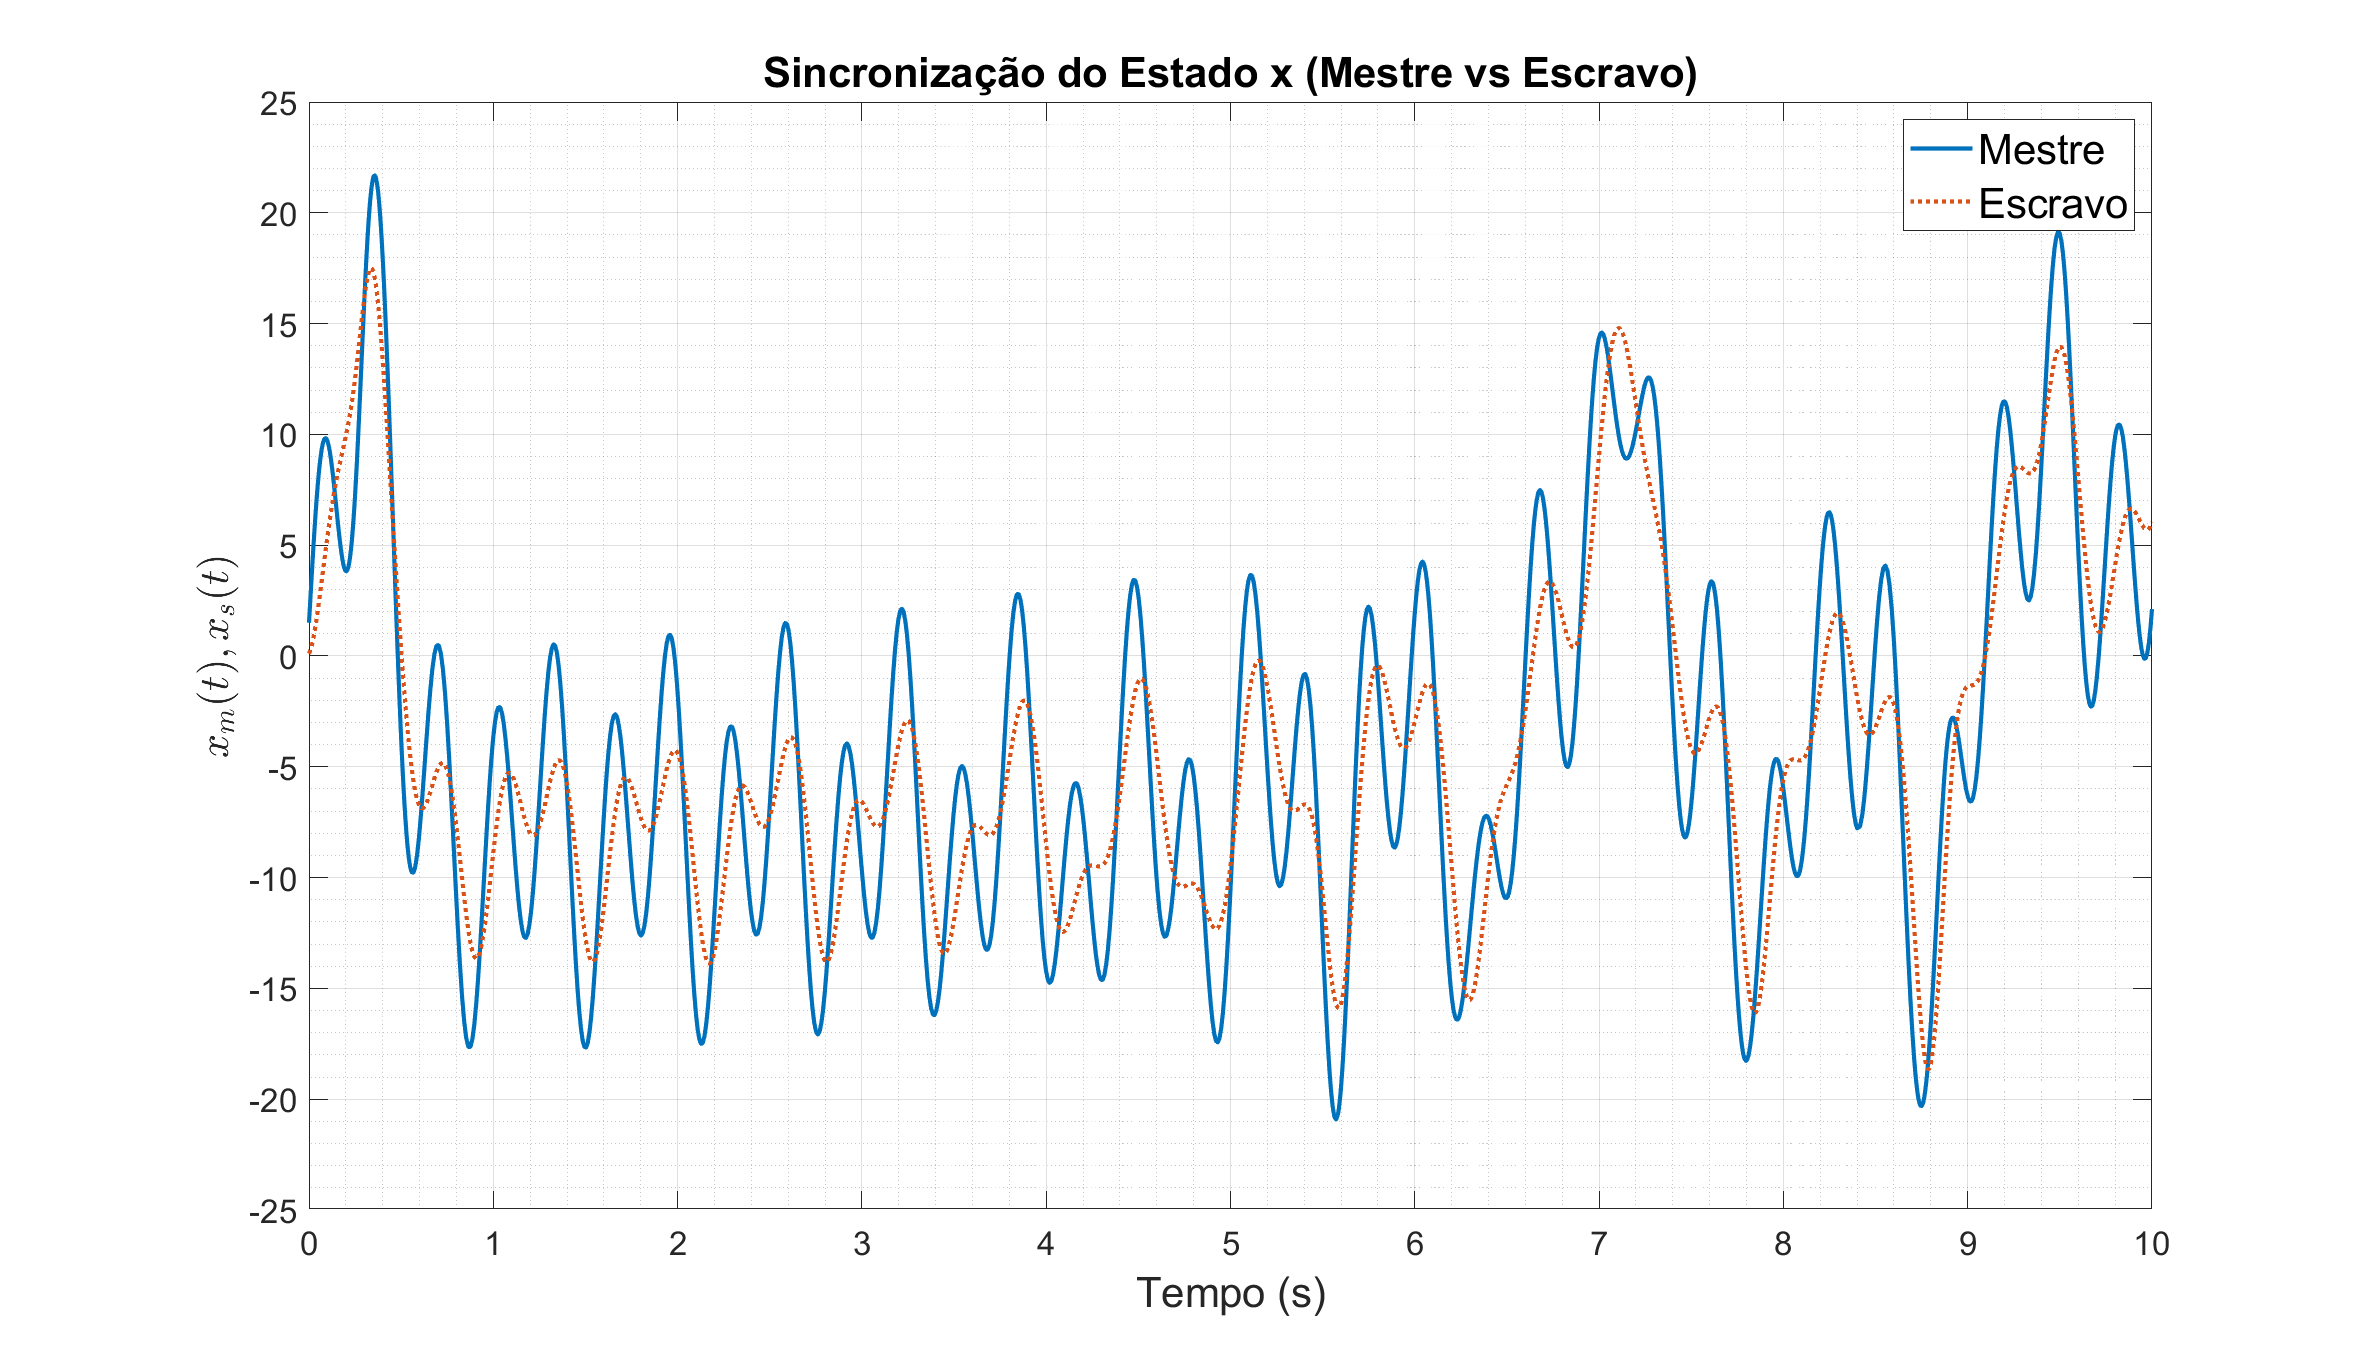 Sincronização do Estado x (Mestre vs Escravo)
Mestre
Escravo
x_m(t), x_s(t)
25
20
15
10
5
0
-5
-10
-15
-20
-25
0 1 2 3 4 5 6 7 8 9 10
Tempo (s)